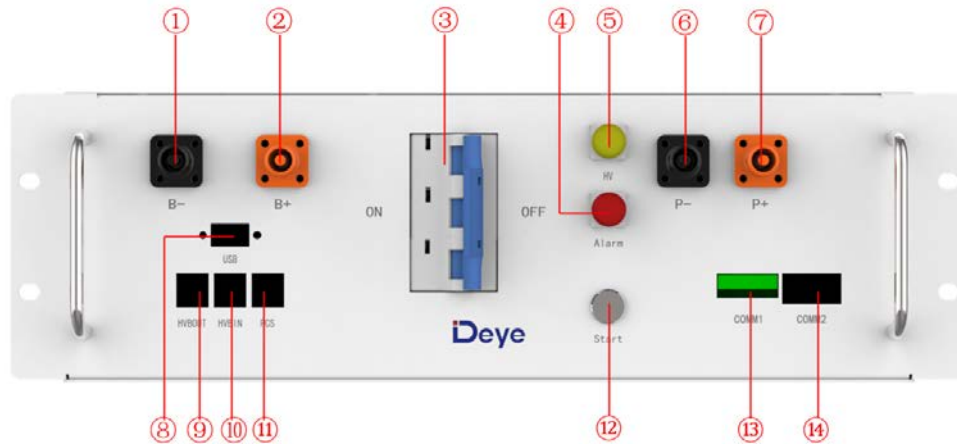 ① ② ③ ④ ⑤ ⑥ ⑦
B- B+ P- P+
HV
ON OFF
Alarm
USB
HVBOUT HVBIN PCS
COMM1 COMM2
Deye
Start
⑧ ⑨ ⑩ ⑪ ⑫ ⑬ ⑭